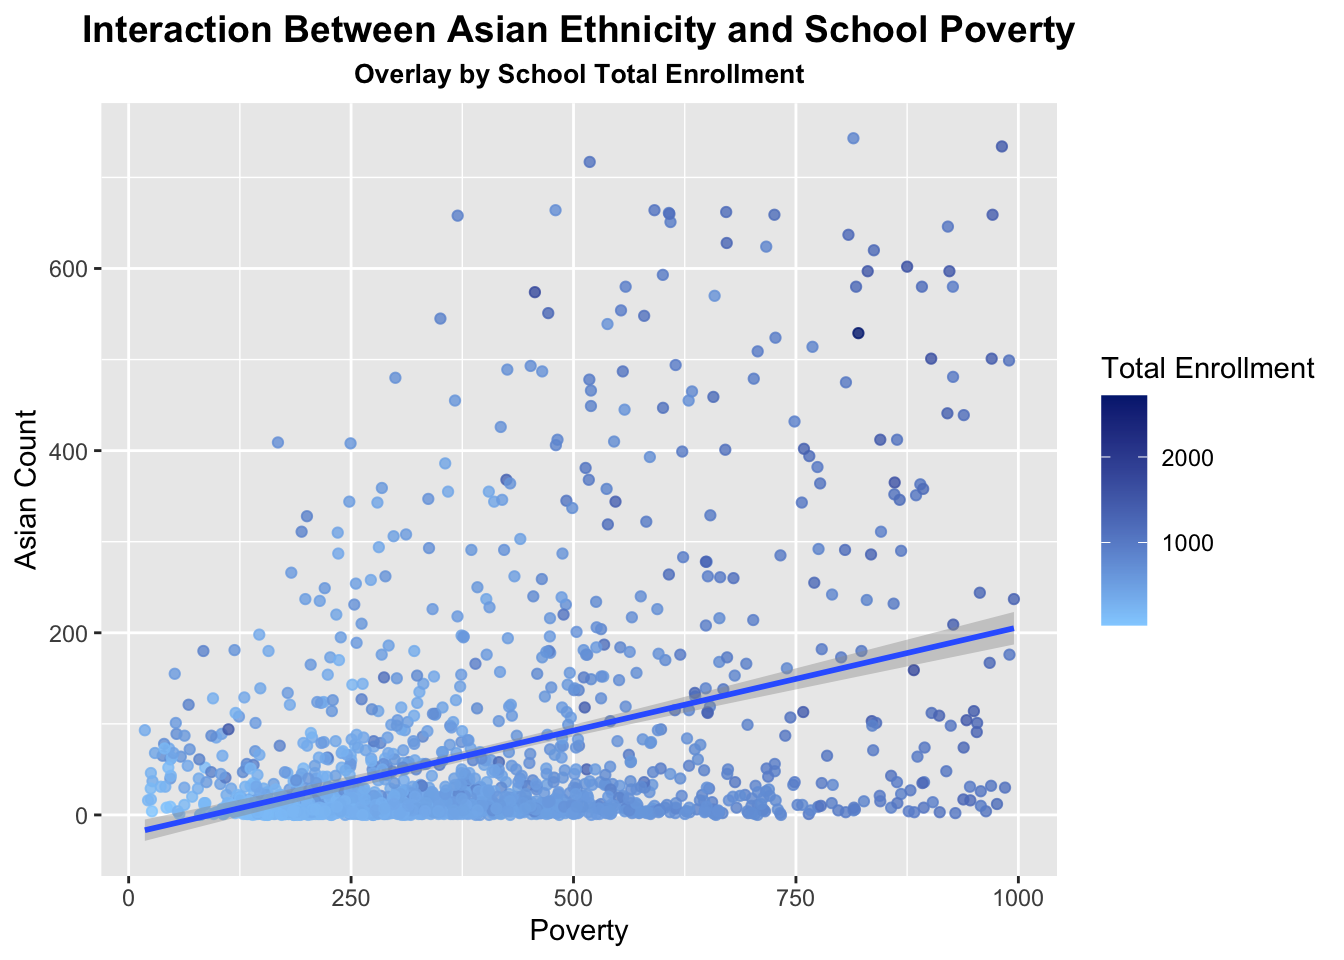 Interaction Between Asian Ethnicity and School Poverty
Overlay by School Total Enrollment
Asian Count
600
400
200
0
0 250 500 750 1000
Poverty
Total Enrollment
2000
1000